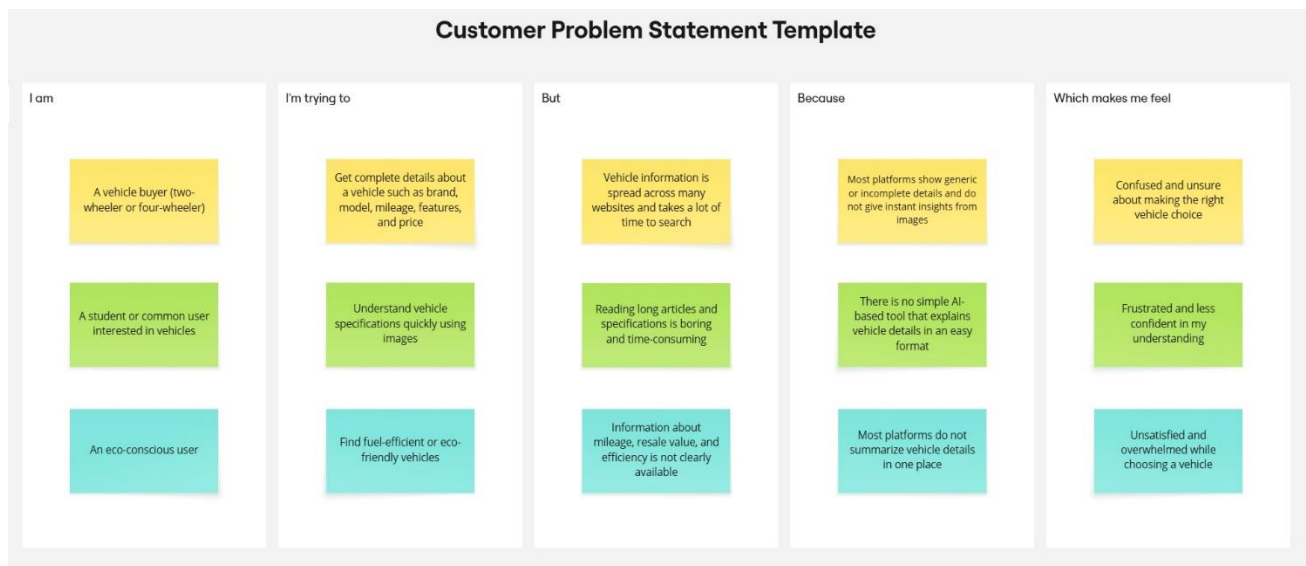 Customer Problem Statement Template
I am
I'm trying to
But
Because
Which makes me feel
A vehicle buyer (two-
wheeler or four-wheeler)
Get complete details about
a vehicle such as brand,
model, mileage, features,
and price
Vehicle information is
spread across many
websites and takes a lot of
time to search
Most platforms show generic
or incomplete details and do
not give instant insights from
images
Confused and unsure
about making the right
vehicle choice
A student or common user
interested in vehicles
Understand vehicle
specifications quickly using
images
Reading long articles and
specifications is boring
and time-consuming
There is no simple AI-
based tool that explains
vehicle details in an easy
format
Frustrated and less
confident in my
understanding
An eco-conscious user
Find fuel-efficient or eco-
friendly vehicles
Information about
mileage, resale value, and
efficiency is not clearly
available
Most platforms do not
summarize vehicle details
in one place
Unsatisfied and
overwhelmed while
choosing a vehicle